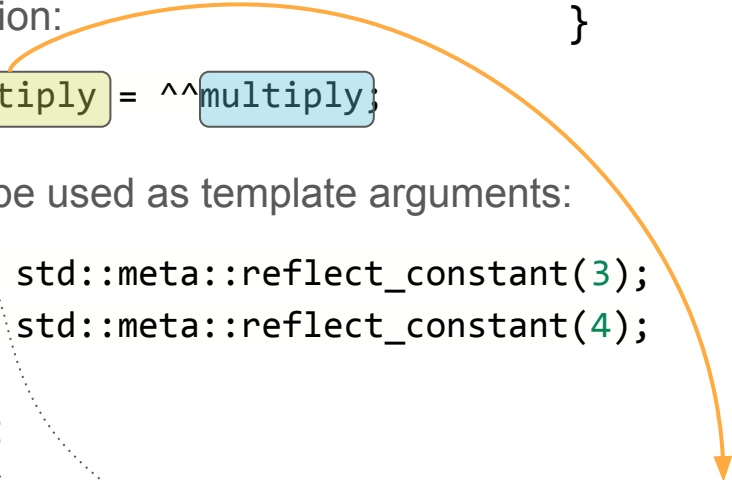 ion:
}
tiply = ^^multiply;
be used as template arguments:
std::meta::reflect_constant(3);
std::meta::reflect_constant(4);